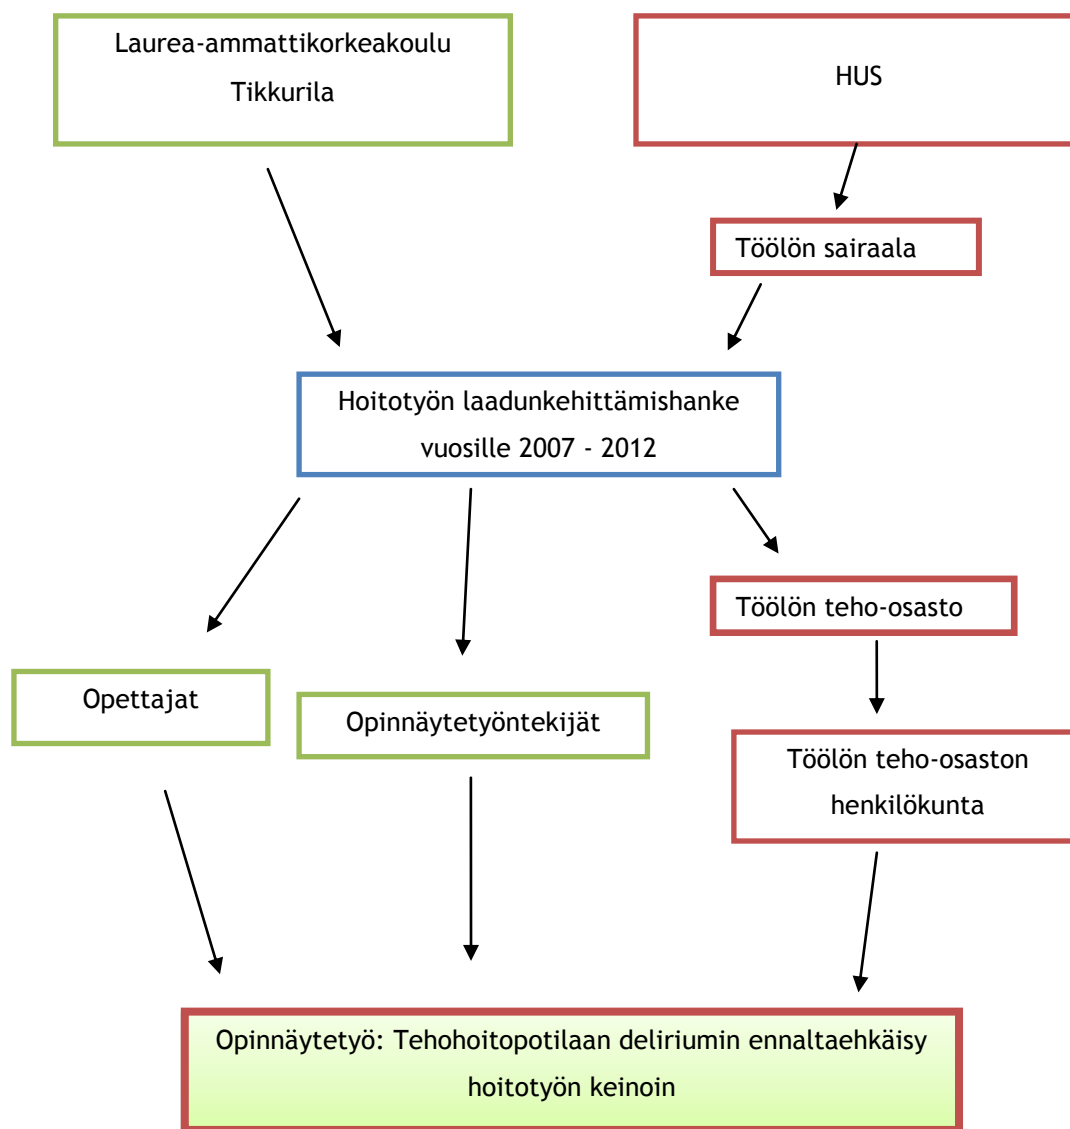 Laurea-ammattikorkeakoulu
Tikkurila
HUS
Töölön sairaala
Hoitotyön laadunkehittämishanke
vuosille 2007 - 2012
Töölön teho-osasto
Opettajat
Opinnäytetyöntekijät
Töölön teho-osaston
henkilökunta
Opinnäytetyö: Tehohoitopotilaan deliriumin ennaltaehkäisy
hoitotyön keinoin